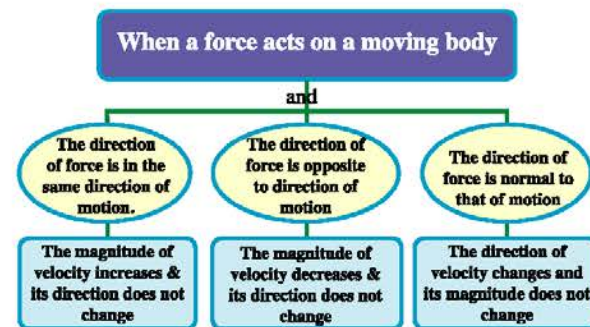 When a force acts on a moving body
and
The direction
of force is in the
same direction of
motion.
The direction of
force is opposite
to direction of
motion
The direction of
force is normal to
that of motion
The magnitude of
velocity increases &
its direction does not
change
The magnitude of
velocity decreases &
its direction does not
change
The direction of
velocity changes and
its magnitude does not
change